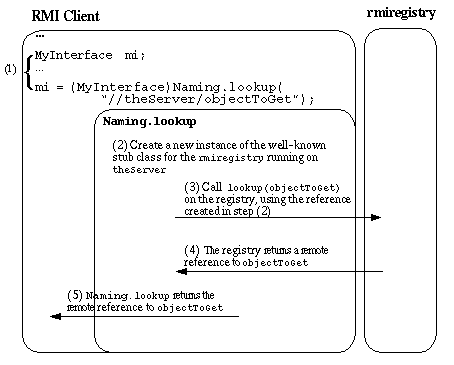 RMI Client
rmiregistry
...
MyInterface mi;
(1)
...
mi = (MyInterface)Naming.lookup(
"//theServer/objectToGet");
Naming.lookup
(2) Create a new instance of the well-known
stub class for the rmiregistry running on
theServer
(3) Call lookup(objectToGet)
on the registry, using the reference
created in step (2)
(4) The registry returns a remote
reference to objectToGet
(5) Naming.lookup returns the
remote reference to objectToGet